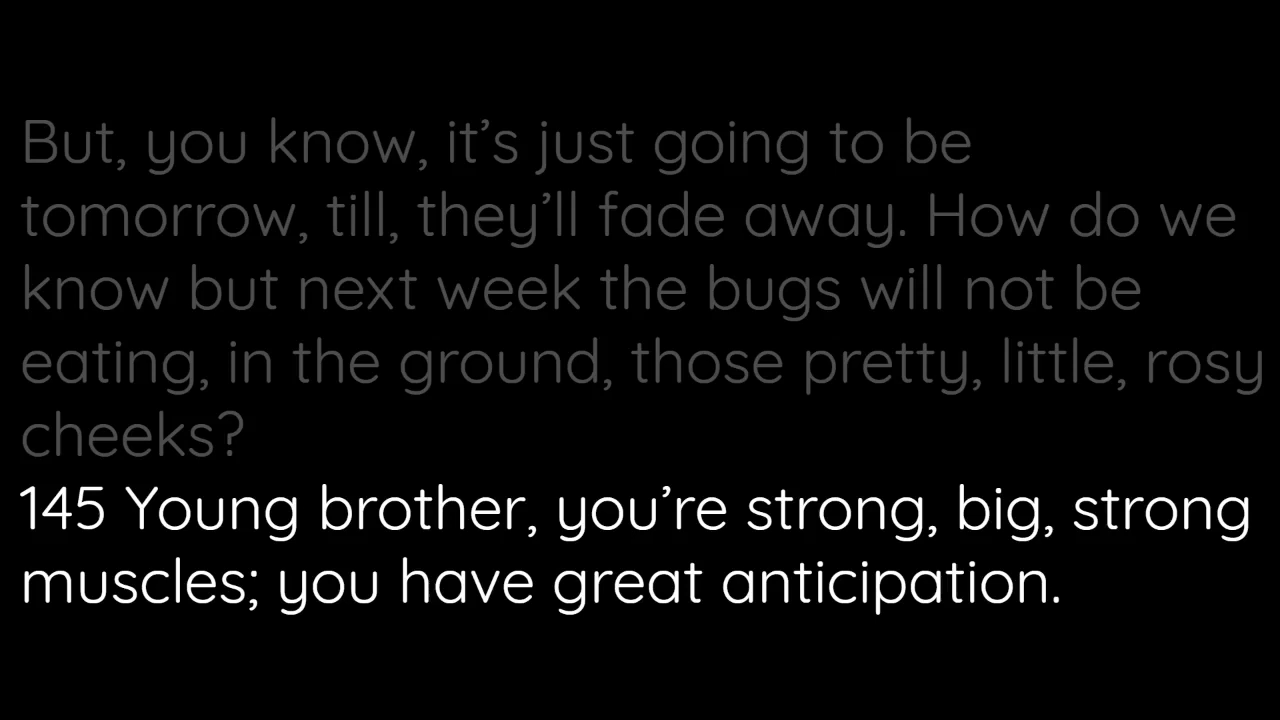 But, you know, it’s just going to be
tomorrow, till, they’ll fade away. How do we
know but next week the bugs will not be
eating, in the ground, those pretty, little, rosy
cheeks?
145 Young brother, you’re strong, big, strong
muscles; you have great anticipation.